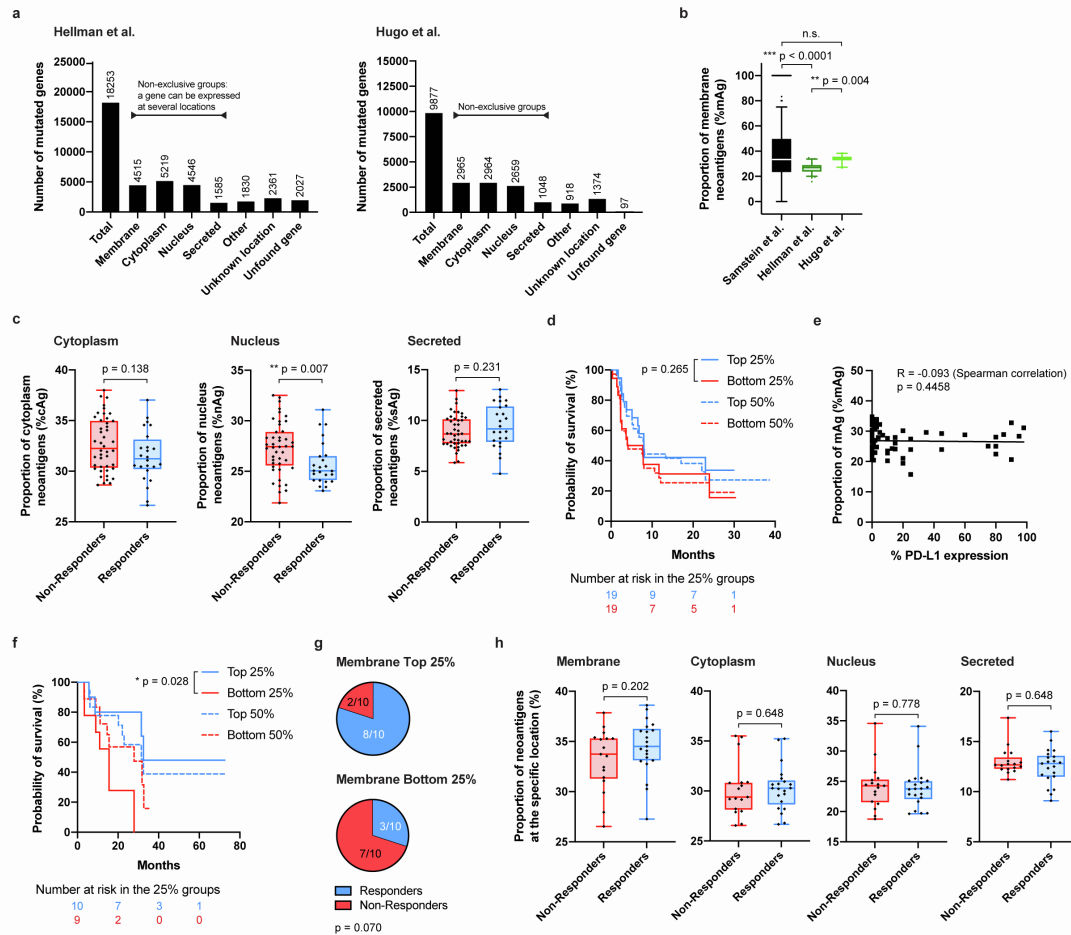 a
Hellman et al.
Number of mutated genes
25000
20000
15000
10000
5000
0
18253
4515
5219
4546
1585
1830
2361
2027
Non-exclusive groups:
a gene can be expressed
at several locations
Total
Membrane
Cytoplasm
Nucleus
Secreted
Other
Unknown location
Unfound gene
Hugo et al.
Number of mutated genes
15000
12500
10000
7500
5000
2500
0
9877
2965
2964
2659
1048
918
1374
97
Non-exclusive groups
Total
Membrane
Cytoplasm
Nucleus
Secreted
Other
Unknown location
Unfound gene
b
Proportion of membrane
neoantigens (%mAg)
n.s.
*** p < 0.0001
** p = 0.004
100
80
60
40
20
0
Samstein et al.
Hellman et al.
Hugo et al.
c
Cytoplasm
Proportion of cytoplasm
neoantigens (%cAg)
40
35
30
25
p = 0.138
Non-Responders
Responders
Nucleus
Proportion of nucleus
neoantigens (%nAg)
35
30
25
20
15
** p = 0.007
Non-Responders
Responders
Secreted
Proportion of secreted
neoantigens (%sAg)
15
10
5
0
p = 0.231
Non-Responders
Responders
d
Probability of survival (%)
100
80
60
40
20
0
p = 0.265
Top 25%
Bottom 25%
Top 50%
Bottom 50%
0 10 20 30 40
Months
Number at risk in the 25% groups
19 9 7 1
19 7 5 1
e
Proportion of mAg (%mAg)
50
40
30
20
10
0
R = -0.093 (Spearman correlation)
p = 0.4458
0 20 40 60 80 100
% PD-L1 expression
f
Probability of survival (%)
100
80
60
40
20
0
* p = 0.028
Top 25%
Bottom 25%
Top 50%
Bottom 50%
0 20 40 60 80
Months
Number at risk in the 25% groups
10 7 3 1
9 2 0 0
g
Membrane Top 25%
2/10
8/10
Membrane Bottom 25%
3/10
7/10
Responders
Non-Responders
p = 0.070
h
Proportion of neoantigens
at the specific location (%)
Membrane
40
35
30
25
p = 0.202
Non-Responders
Responders
Cytoplasm
40
35
30
25
p = 0.648
Non-Responders
Responders
Nucleus
40
35
30
25
20
15
p = 0.778
Non-Responders
Responders
Secreted
20
15
10
5
p = 0.648
Non-Responders
Responders